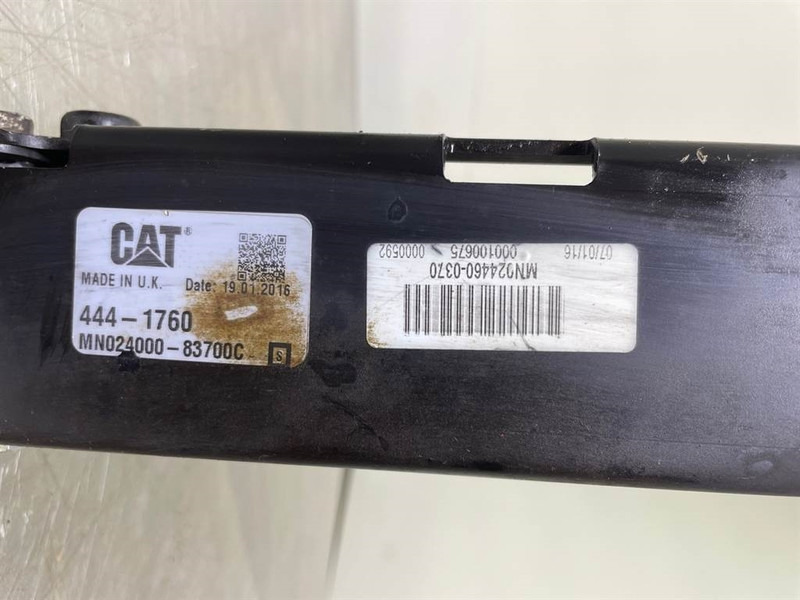 CAT®
MADE IN U.K. Date: 19.01.2016
444-1760
MN024000-83700C S
07/01/16 000100675 0000592
MN024460-0370